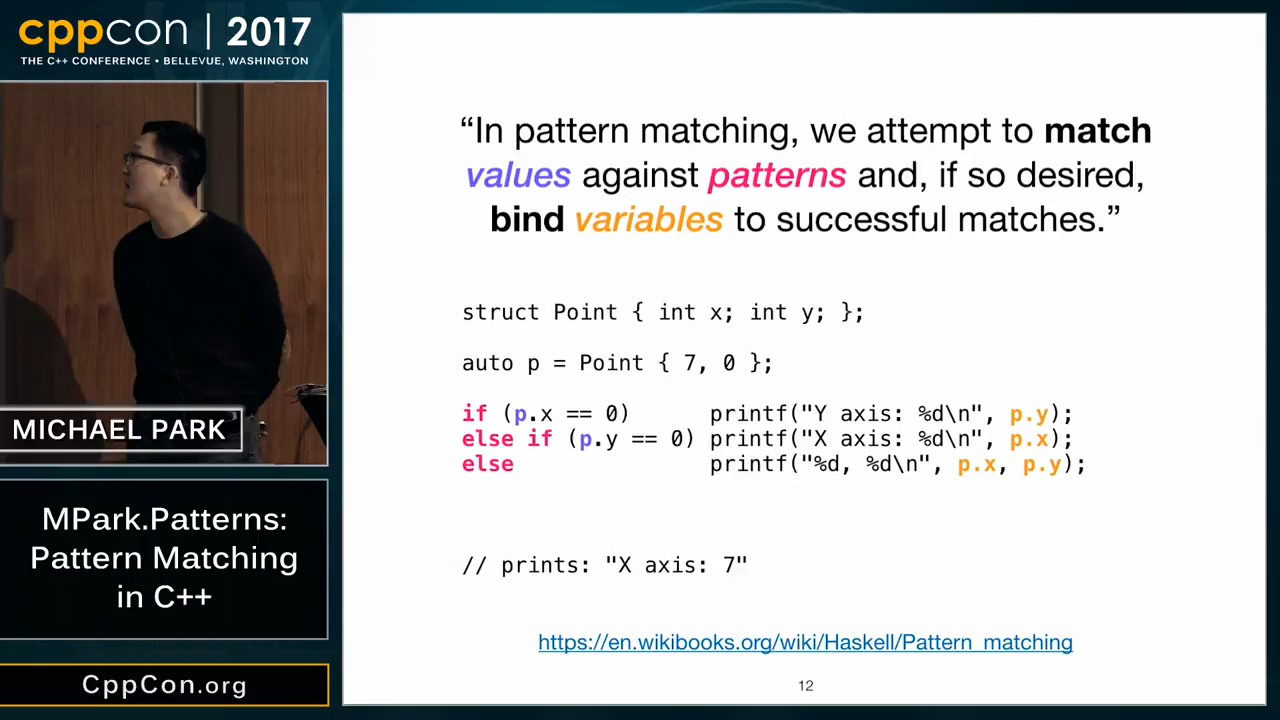 cppcon | 2017
THE C++ CONFERENCE • BELLEVUE, WASHINGTON
MICHAEL PARK
MPark.Patterns:
Pattern Matching
in C++
CppCon.org
“In pattern matching, we attempt to match
values against patterns and, if so desired,
bind variables to successful matches.”
struct Point { int x; int y; };
auto p = Point { 7, 0 };
if (p.x == 0) printf("Y axis: %d\n", p.y);
else if (p.y == 0) printf("X axis: %d\n", p.x);
else printf("%d, %d\n", p.x, p.y);
// prints: "X axis: 7"
https://en.wikibooks.org/wiki/Haskell/Pattern_matching
12